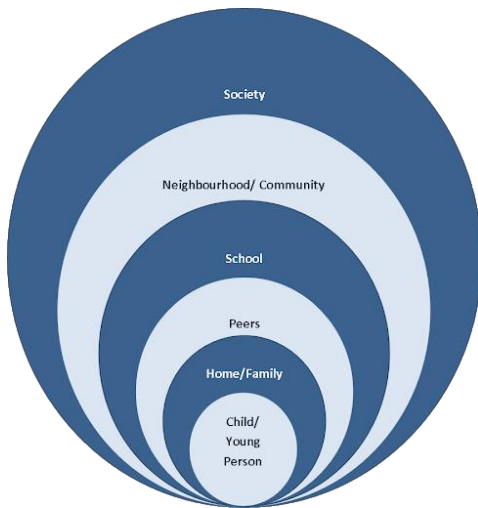 Society
Neighbourhood/ Community
School
Peers
Home/Family
Child/
Young
Person